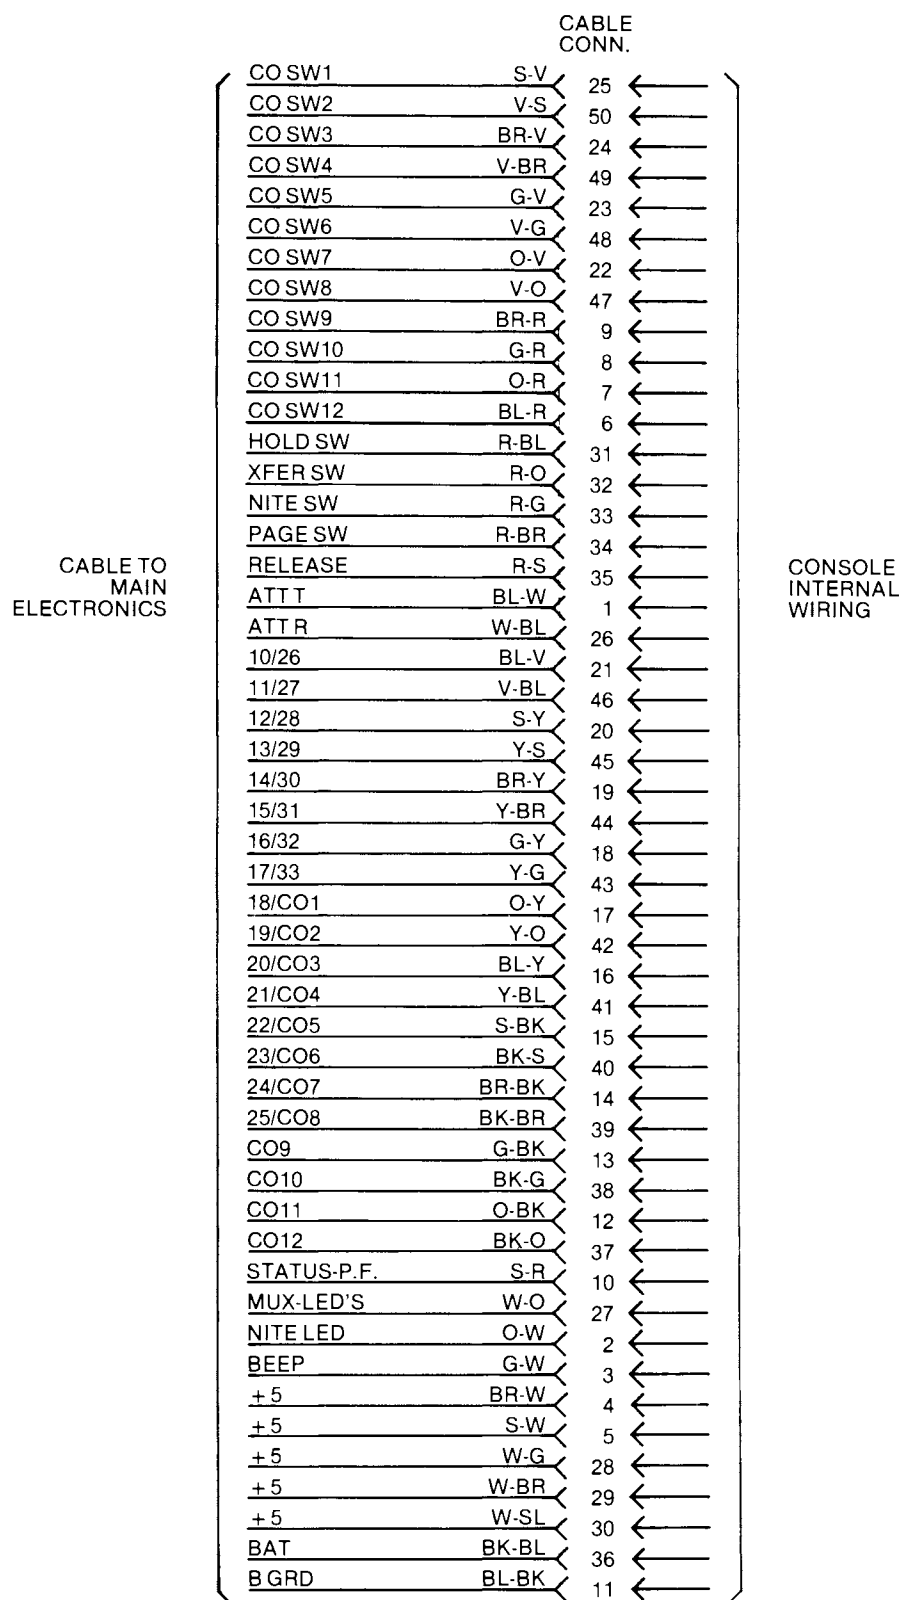 CABLE
CONN.
CO SW1 S-V 25
CO SW2 V-S 50
CO SW3 BR-V 24
CO SW4 V-BR 49
CO SW5 G-V 23
CO SW6 V-G 48
CO SW7 O-V 22
CO SW8 V-O 47
CO SW9 BR-R 9
CO SW10 G-R 8
CO SW11 O-R 7
CO SW12 BL-R 6
HOLD SW R-BL 31
XFER SW R-O 32
NITE SW R-G 33
PAGE SW R-BR 34
RELEASE R-S 35
ATT T BL-W 1
ATT R W-BL 26
10/26 BL-V 21
11/27 V-BL 46
12/28 S-Y 20
13/29 Y-S 45
14/30 BR-Y 19
15/31 Y-BR 44
16/32 G-Y 18
17/33 Y-G 43
18/CO1 O-Y 17
19/CO2 Y-O 42
20/CO3 BL-Y 16
21/CO4 Y-BL 41
22/CO5 S-BK 15
23/CO6 BK-S 40
24/CO7 BR-BK 14
25/CO8 BK-BR 39
CO9 G-BK 13
CO10 BK-G 38
CO11 O-BK 12
CO12 BK-O 37
STATUS-P.F. S-R 10
MUX-LED'S W-O 27
NITE LED O-W 2
BEEP G-W 3
+5 BR-W 4
+5 S-W 5
+5 W-G 28
+5 W-BR 29
+5 W-SL 30
BAT BK-BL 36
B GRD BL-BK 11
CABLE TO
MAIN
ELECTRONICS
CONSOLE
INTERNAL
WIRING